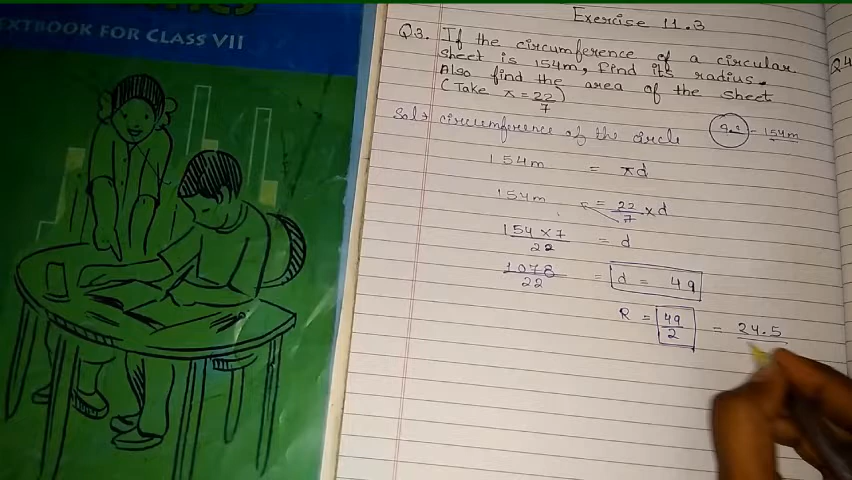 TEXTBOOK FOR CLASS VII
Exercise 11.3
Q3. If the circumference of a circular
sheet is 154m, Find its radius.
Also find the area of the sheet
(Take π = 22/7)
Sol→ circumference of the circle
= 154m
154m = πd
154m = 22/7 x d
154 x 7/22 = d
1078/22 = d = 49
R = 49/2 = 24.5
Q4